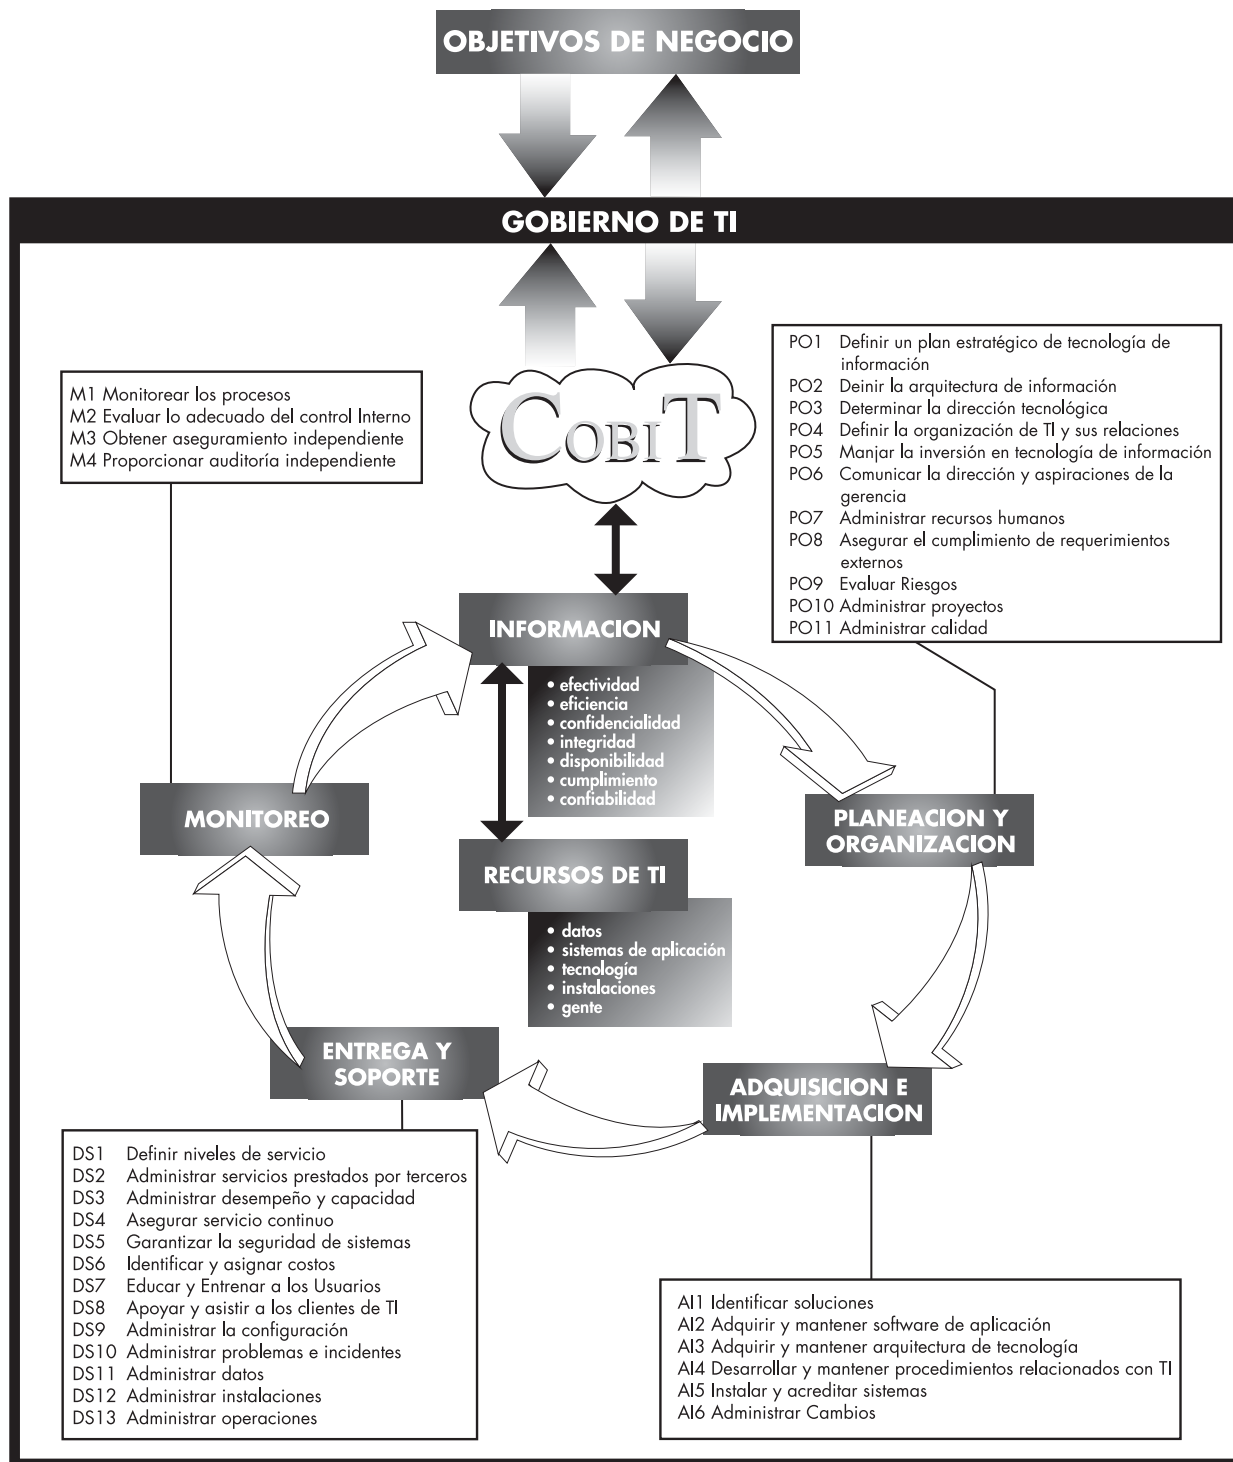 OBJETIVOS DE NEGOCIO
GOBIERNO DE TI
COBIT
M1 Monitorear los procesos
M2 Evaluar lo adecuado del control Interno
M3 Obtener aseguramiento independiente
M4 Proporcionar auditoría independiente
PO1 Definir un plan estratégico de tecnología de
información
PO2 Deinir la arquitectura de información
PO3 Determinar la dirección tecnológica
PO4 Definir la organización de TI y sus relaciones
PO5 Manjar la inversión en tecnología de información
PO6 Comunicar la dirección y aspiraciones de la
gerencia
PO7 Administrar recursos humanos
PO8 Asegurar el cumplimiento de requerimientos
externos
PO9 Evaluar Riesgos
PO10 Administrar proyectos
PO11 Administrar calidad
INFORMACION
• efectividad
• eficiencia
• confidencialidad
• integridad
• disponibilidad
• cumplimiento
• confiabilidad
MONITOREO
PLANEACION Y
ORGANIZACION
RECURSOS DE TI
• datos
• sistemas de aplicación
• tecnología
• instalaciones
• gente
ENTREGA Y
SOPORTE
ADQUISICION E
IMPLEMENTACION
DS1 Definir niveles de servicio
DS2 Administrar servicios prestados por terceros
DS3 Administrar desempeño y capacidad
DS4 Asegurar servicio continuo
DS5 Garantizar la seguridad de sistemas
DS6 Identificar y asignar costos
DS7 Educar y Entrenar a los Usuarios
DS8 Apoyar y asistir a los clientes de TI
DS9 Administrar la configuración
DS10 Administrar problemas e incidentes
DS11 Administrar datos
DS12 Administrar instalaciones
DS13 Administrar operaciones
AI1 Identificar soluciones
AI2 Adquirir y mantener software de aplicación
AI3 Adquirir y mantener arquitectura de tecnología
AI4 Desarrollar y mantener procedimientos relacionados con TI
AI5 Instalar y acreditar sistemas
AI6 Administrar Cambios